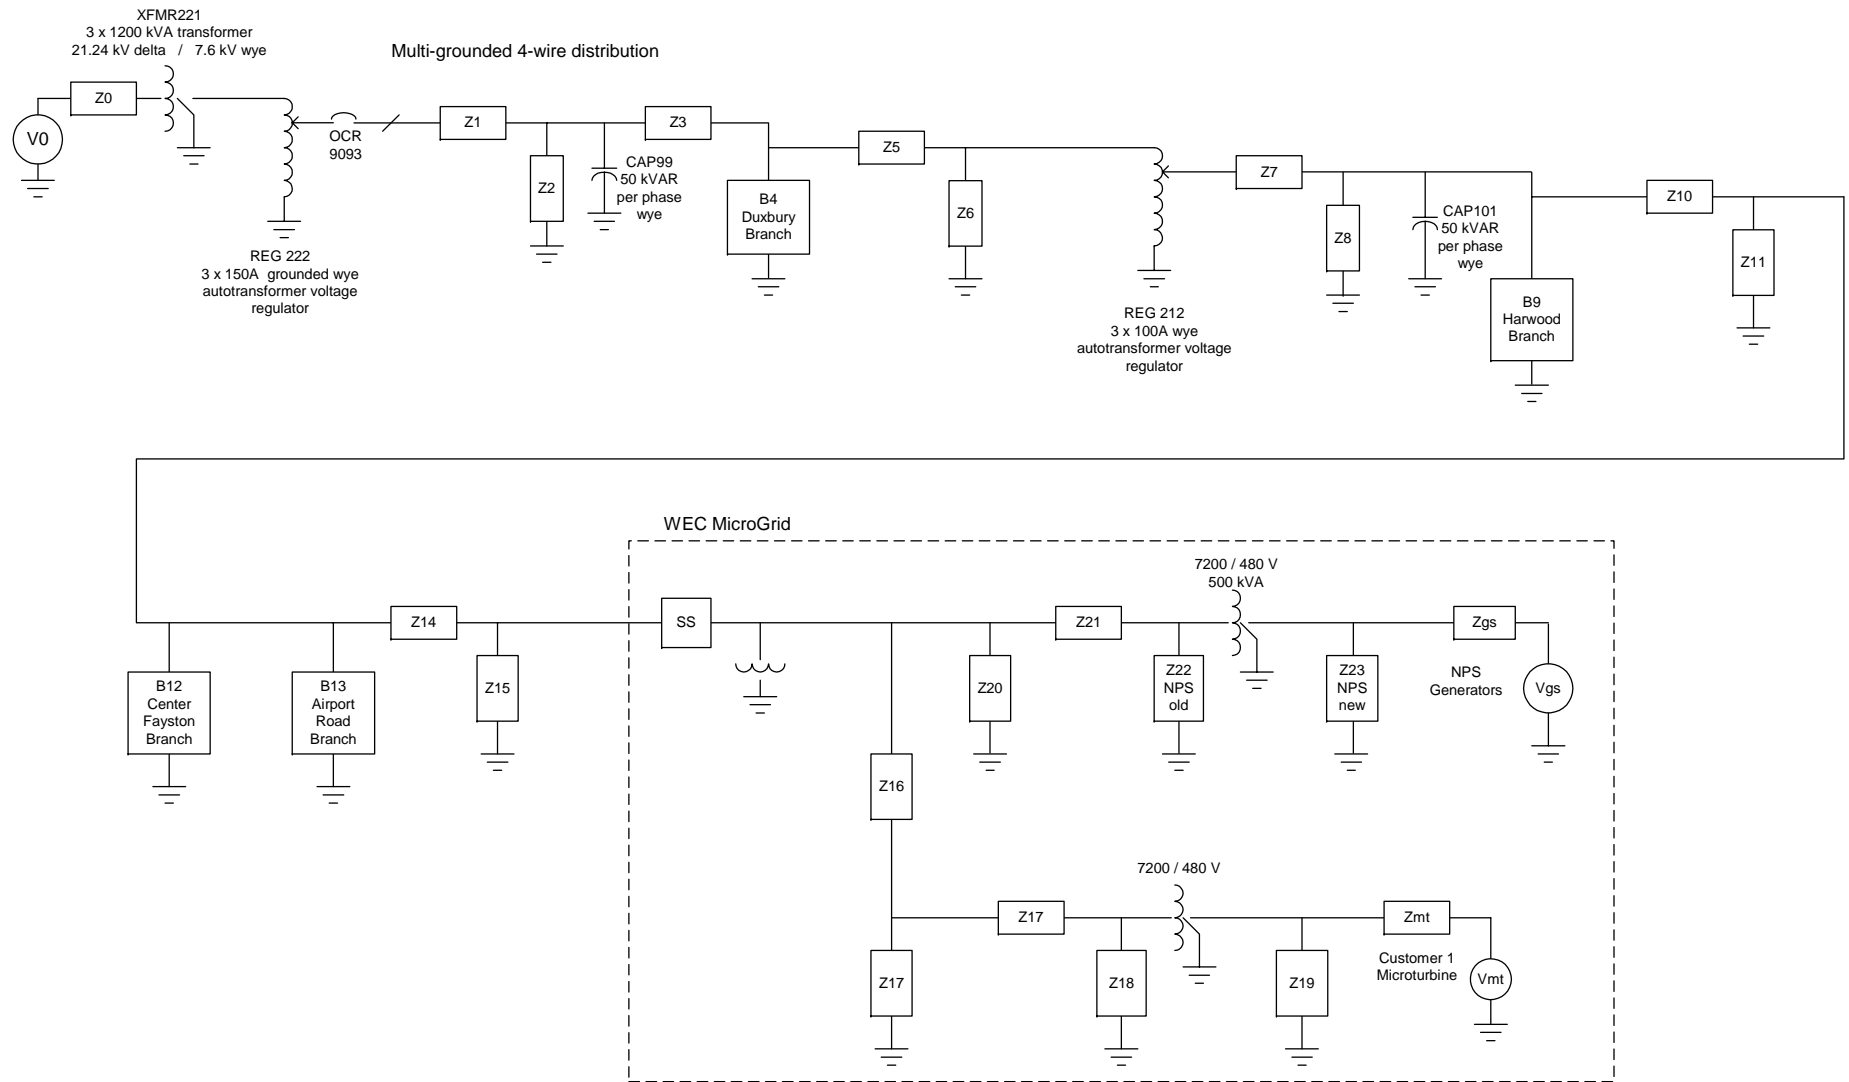 XFMR221
3 x 1200 kVA transformer
21.24 kV delta / 7.6 kV wye
Multi-grounded 4-wire distribution
Z0
V0
OCR
9093
REG 222
3 x 150A grounded wye
autotransformer voltage
regulator
Z1
Z2
CAP99
50 kVAR
per phase
wye
Z3
B4
Duxbury
Branch
Z5
Z6
REG 212
3 x 100A wye
autotransformer voltage
regulator
Z7
Z8
CAP101
50 kVAR
per phase
wye
B9
Harwood
Branch
Z10
Z11
WEC MicroGrid
B12
Center
Fayston
Branch
B13
Airport
Road
Branch
Z14
Z15
SS
Z20
Z21
Z22
NPS
old
7200 / 480 V
500 kVA
Z23
NPS
new
Zgs
NPS
Generators
Vgs
Z16
Z17
Z17
Z18
7200 / 480 V
Z19
Zmt
Customer 1
Microturbine
Vmt